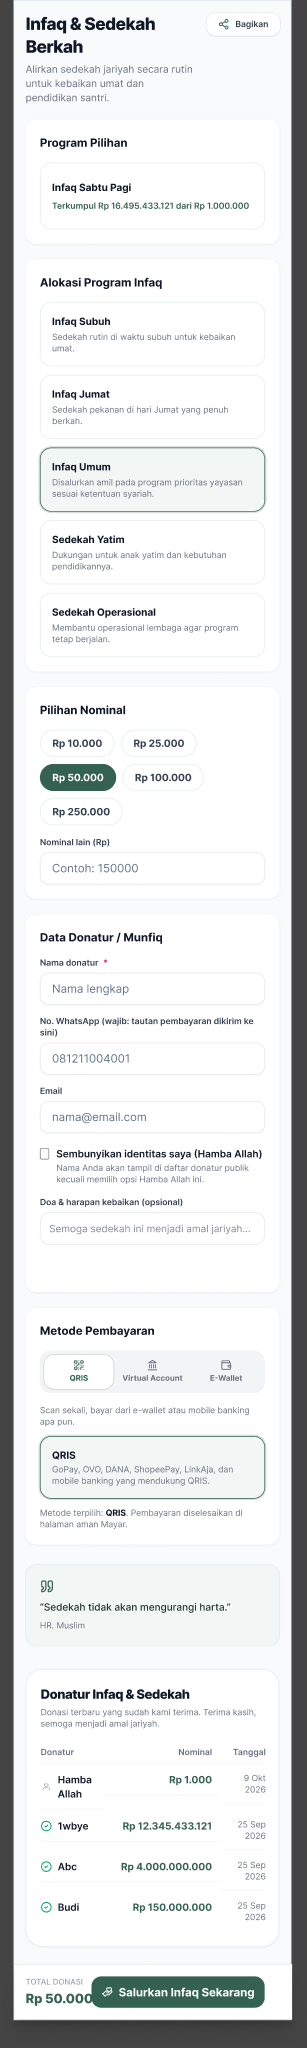 Infaq & Sedekah
Berkah
Bagikan
Alirkan sedekah jariyah secara rutin
untuk kebaikan umat dan
pendidikan santri.
Program Pilihan
Infaq Sabtu Pagi
Terkumpul Rp 16.495.433.121 dari Rp 1.000.000
Alokasi Program Infaq
Infaq Subuh
Sedekah rutin di waktu subuh untuk kebaikan
umat.
Infaq Jumat
Sedekah pekanan di hari Jumat yang penuh
berkah.
Infaq Umum
Disalurkan amil pada program prioritas yayasan
sesuai ketentuan syariah.
Sedekah Yatim
Dukungan untuk anak yatim dan kebutuhan
pendidikannya.
Sedekah Operasional
Membantu operasional lembaga agar program
tetap berjalan.
Pilihan Nominal
Rp 10.000
Rp 25.000
Rp 50.000
Rp 100.000
Rp 250.000
Nominal lain (Rp)
Contoh: 150000
Data Donatur / Munfiq
Nama donatur *
Nama lengkap
No. WhatsApp (wajib: tautan pembayaran dikirim ke
sini)
081211004001
Email
nama@email.com
Sembunyikan identitas saya (Hamba Allah)
Nama Anda akan tampil di daftar donatur publik
kecuali memilih opsi Hamba Allah ini.
Doa & harapan kebaikan (opsional)
Semoga sedekah ini menjadi amal jariyah...
Metode Pembayaran
QRIS
Virtual Account
E-Wallet
Scan sekali, bayar dari e-wallet atau mobile banking
apa pun.
QRIS
GoPay, OVO, DANA, ShopeePay, LinkAja, dan
mobile banking yang mendukung QRIS.
Metode terpilih: QRIS. Pembayaran diselesaikan di
halaman aman Mayar.
“Sedekah tidak akan mengurangi harta.”
HR. Muslim
Donatur Infaq & Sedekah
Donasi terbaru yang sudah kami terima. Terima kasih,
semoga menjadi amal jariyah.
Donatur Nominal Tanggal
Hamba Allah Rp 1.000 9 Okt 2026
1wbye Rp 12.345.433.121 25 Sep 2026
Abc Rp 4.000.000.000 25 Sep 2026
Budi Rp 150.000.000 25 Sep 2026
TOTAL DONASI
Rp 50.000
Salurkan Infaq Sekarang